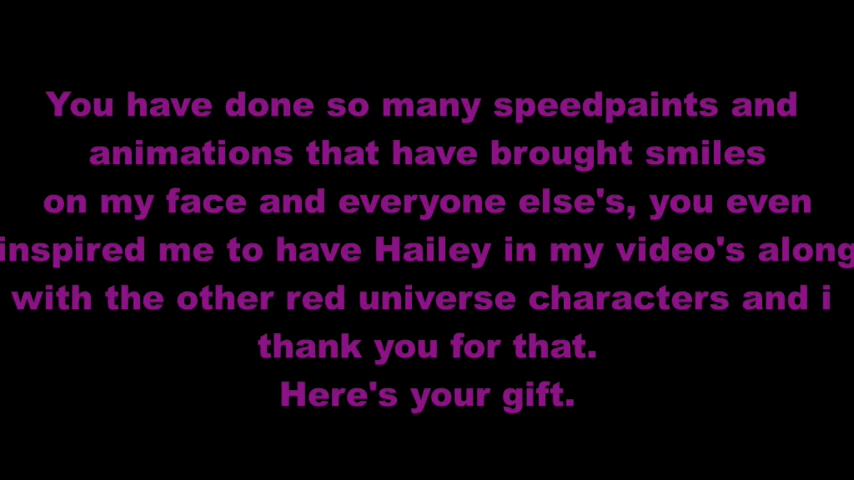 You have done so many speedpaints and
animations that have brought smiles
on my face and everyone else's, you even
inspired me to have Hailey in my video's along
with the other red universe characters and i
thank you for that.
Here's your gift.